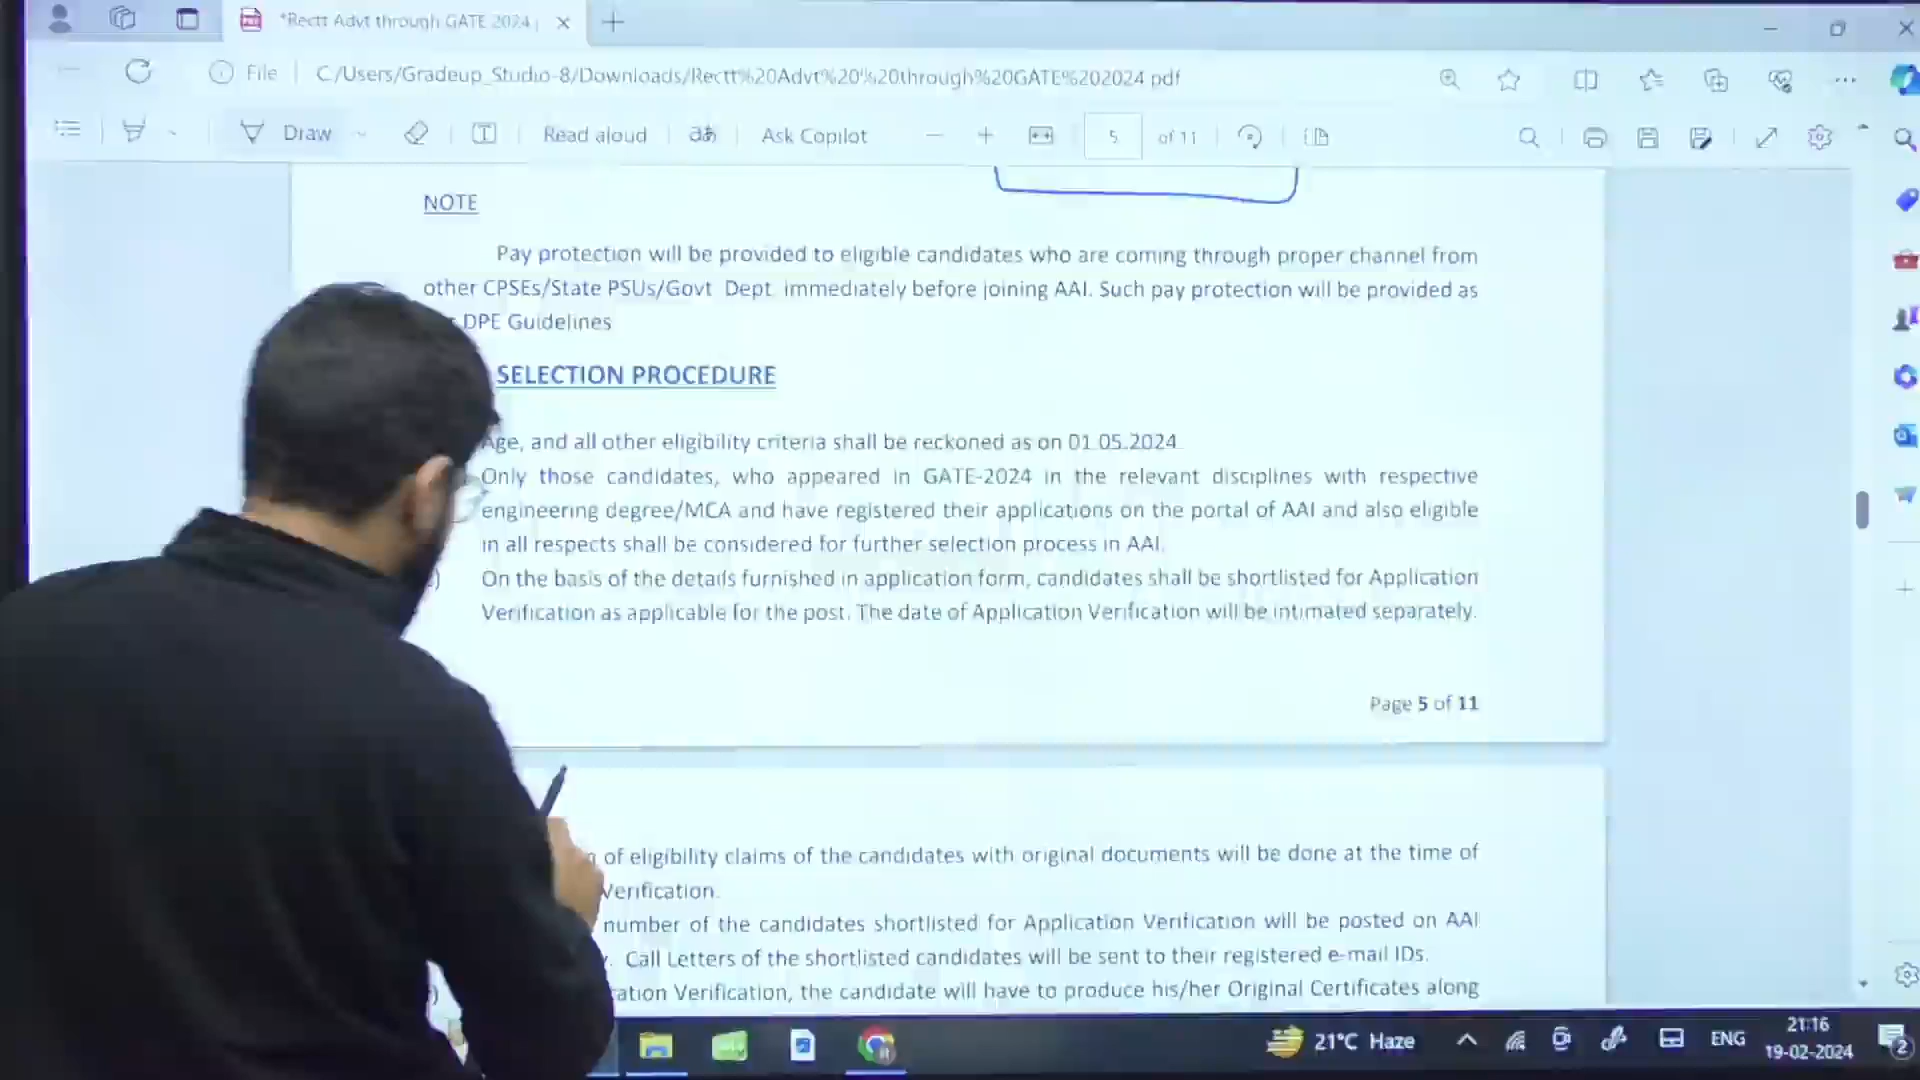 *Rectt Advt through GATE 2024
File
C:/Users/Gradeup_Studio-8/Downloads/Rectt%20Advt%20%20through%20GATE%202024.pdf
Draw
Read aloud
aあ
Ask Copilot
5
of 11
NOTE
Pay protection will be provided to eligible candidates who are coming through proper channel from
other CPSEs/State PSUs/Govt Dept. immediately before joining AAI. Such pay protection will be provided as
DPE Guidelines
SELECTION PROCEDURE
Age, and all other eligibility criteria shall be reckoned as on 01.05.2024.
Only those candidates, who appeared in GATE-2024 in the relevant disciplines with respective
engineering degree/MCA and have registered their applications on the portal of AAI and also eligible
in all respects shall be considered for further selection process in AAI.
On the basis of the details furnished in application form, candidates shall be shortlisted for Application
Verification as applicable for the post. The date of Application Verification will be intimated separately.
Page 5 of 11
of eligibility claims of the candidates with original documents will be done at the time of
Verification.
number of the candidates shortlisted for Application Verification will be posted on AAI
Call Letters of the shortlisted candidates will be sent to their registered e-mail IDs.
Verification, the candidate will have to produce his/her Original Certificates along
21°C Haze
ENG
21:16
19-02-2024
2